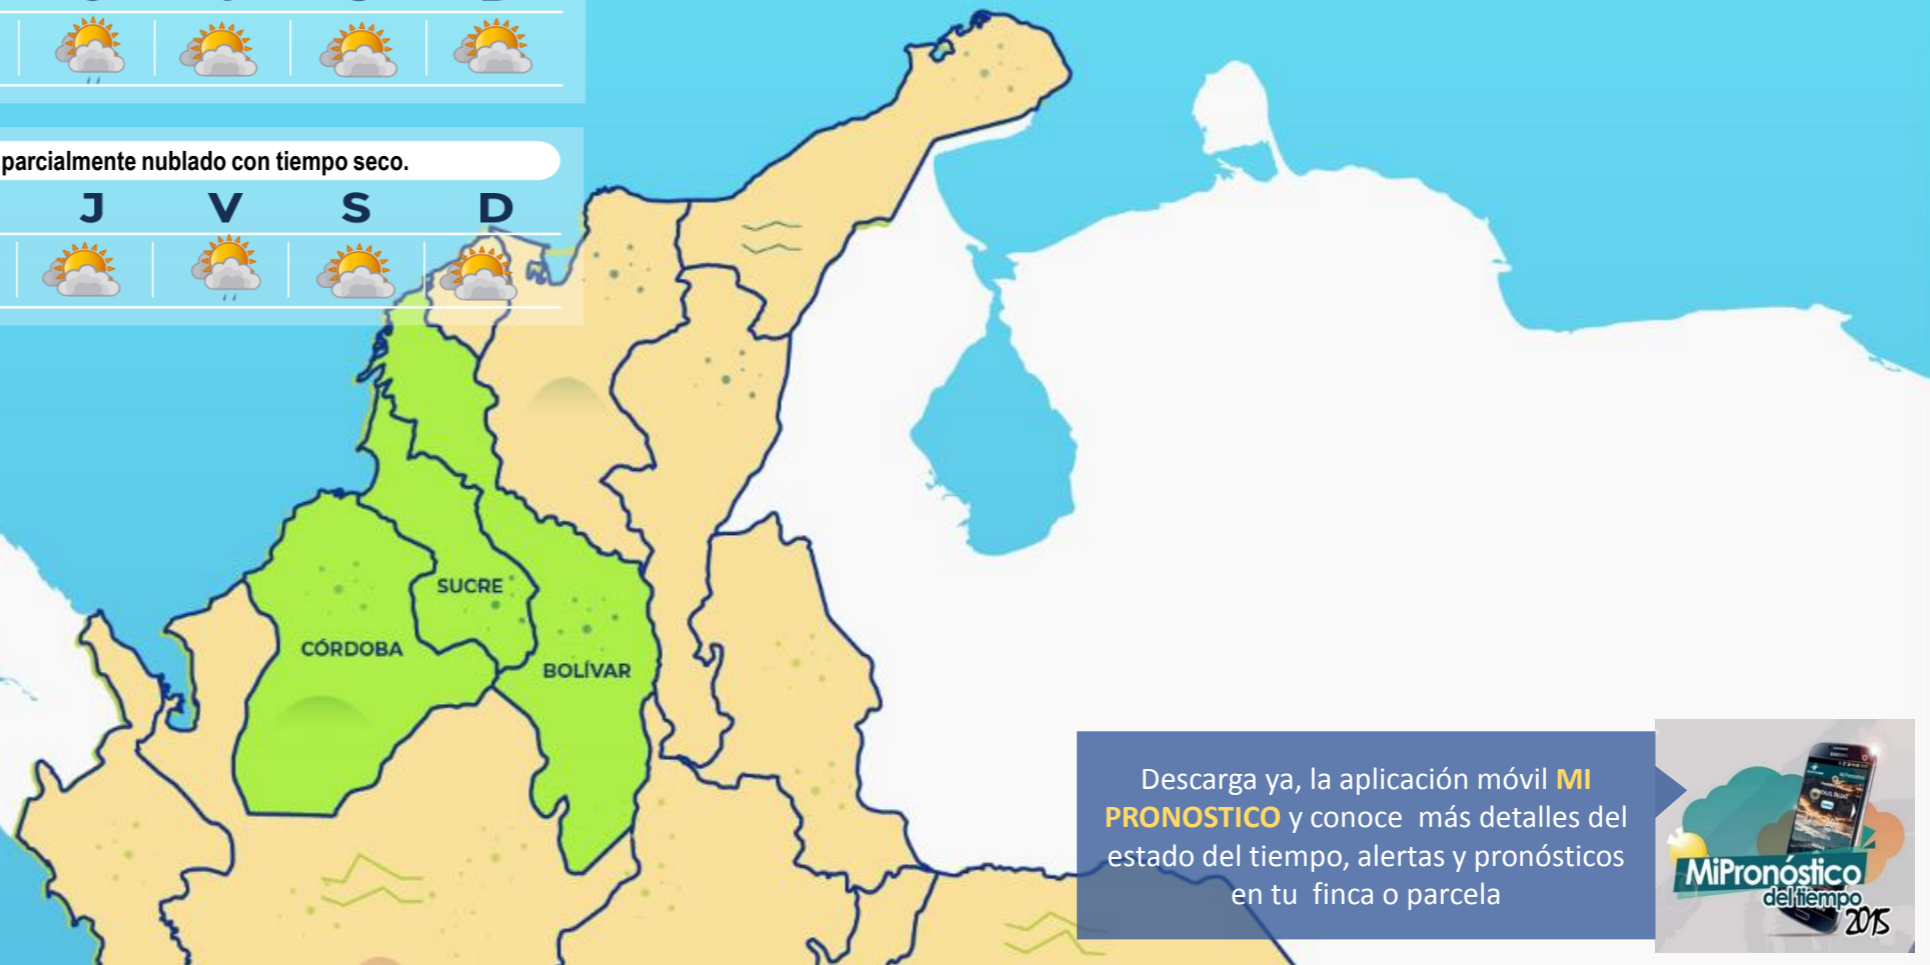 parcialmente nublado con tiempo seco.
J V S D
SUCRE
CÓRDOBA
BOLÍVAR
Descarga ya, la aplicación móvil MI
PRONOSTICO y conoce más detalles del
estado del tiempo, alertas y pronósticos
en tu finca o parcela
MiPronóstico
del tiempo
2015